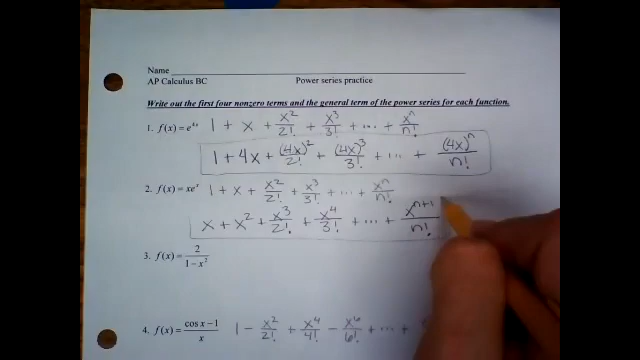 Name
AP Calculus BC Power series practice
Write out the first four nonzero terms and the general term of the power series for each function.
1. f(x) = e^{4x} 1 + x + x²/2! + x³/3! + ... + xⁿ/n!
1 + 4x + (4x)²/2! + (4x)³/3! + ... + (4x)ⁿ/n!
2. f(x) = xe^x 1 + x + x²/2! + x³/3! + ... + xⁿ/n!
x + x² + x³/2! + x⁴/3! + ... + x^{n+1}/n!
3. f(x) = 2/(1-x²)
4. f(x) = (cos x - 1)/x 1 - x²/2! + x⁴/4! - x⁶/6! + ... +